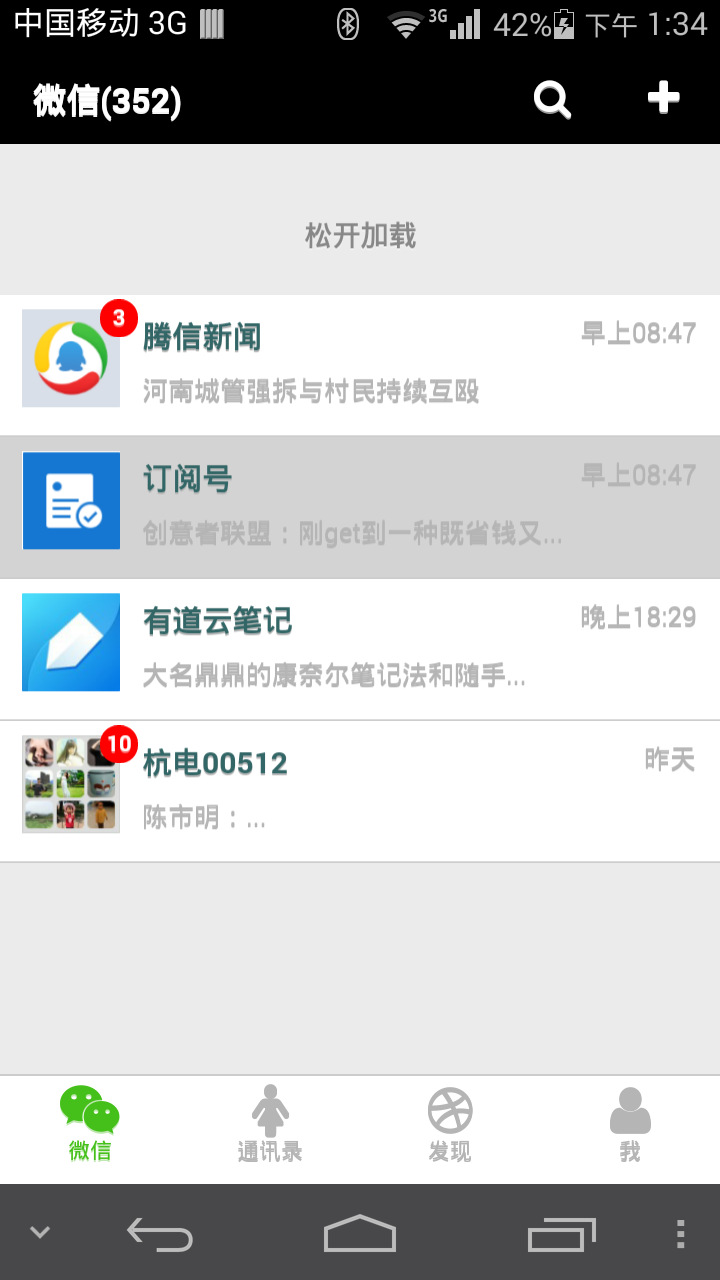 中国移动 3G 3G 42% 下午 1:34
微信(352)
松开加载
3
腾信新闻 早上08:47
河南城管强拆与村民持续互殴
订阅号 早上08:47
创意者联盟：刚get到一种既省钱又...
有道云笔记 晚上18:29
大名鼎鼎的康奈尔笔记法和随手...
10
杭电00512 昨天
陈市明：...
微信 通讯录 发现 我